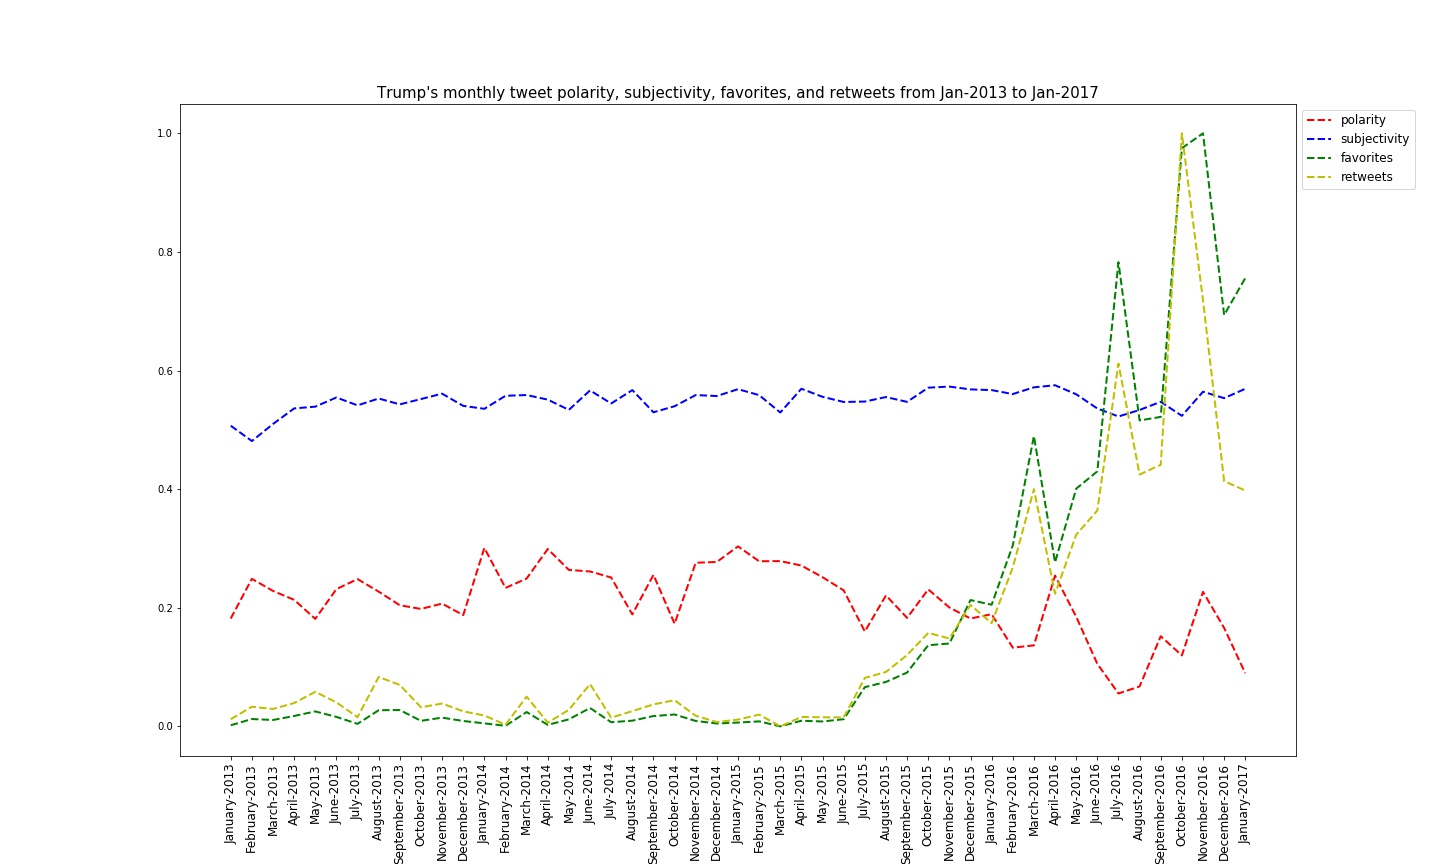 Trump's monthly tweet polarity, subjectivity, favorites, and retweets from Jan-2013 to Jan-2017
polarity
subjectivity
favorites
retweets
1.0
0.8
0.6
0.4
0.2
0.0
January-2013
February-2013
March-2013
April-2013
May-2013
June-2013
July-2013
August-2013
September-2013
October-2013
November-2013
December-2013
January-2014
February-2014
March-2014
April-2014
May-2014
June-2014
July-2014
August-2014
September-2014
October-2014
November-2014
December-2014
January-2015
February-2015
March-2015
April-2015
May-2015
June-2015
July-2015
August-2015
September-2015
October-2015
November-2015
December-2015
January-2016
February-2016
March-2016
April-2016
May-2016
June-2016
July-2016
August-2016
September-2016
October-2016
November-2016
December-2016
January-2017